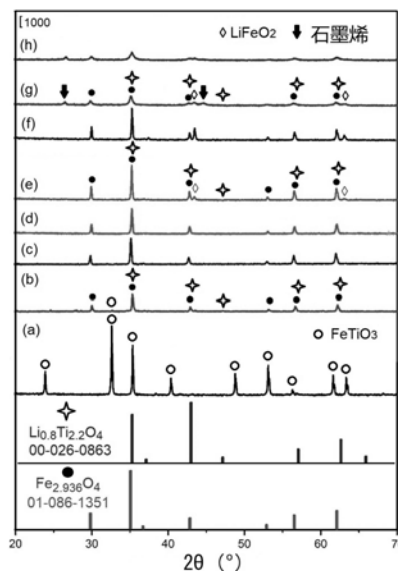 [1000
◊ LiFeO2
石墨烯
(h)
(g)
(f)
(e)
(d)
(c)
(b)
(a)
FeTiO3
Li0.8Ti2.2O4
00-026-0863
Fe2.936O4
01-086-1351
20 30 40 50 60 70
2θ (°)